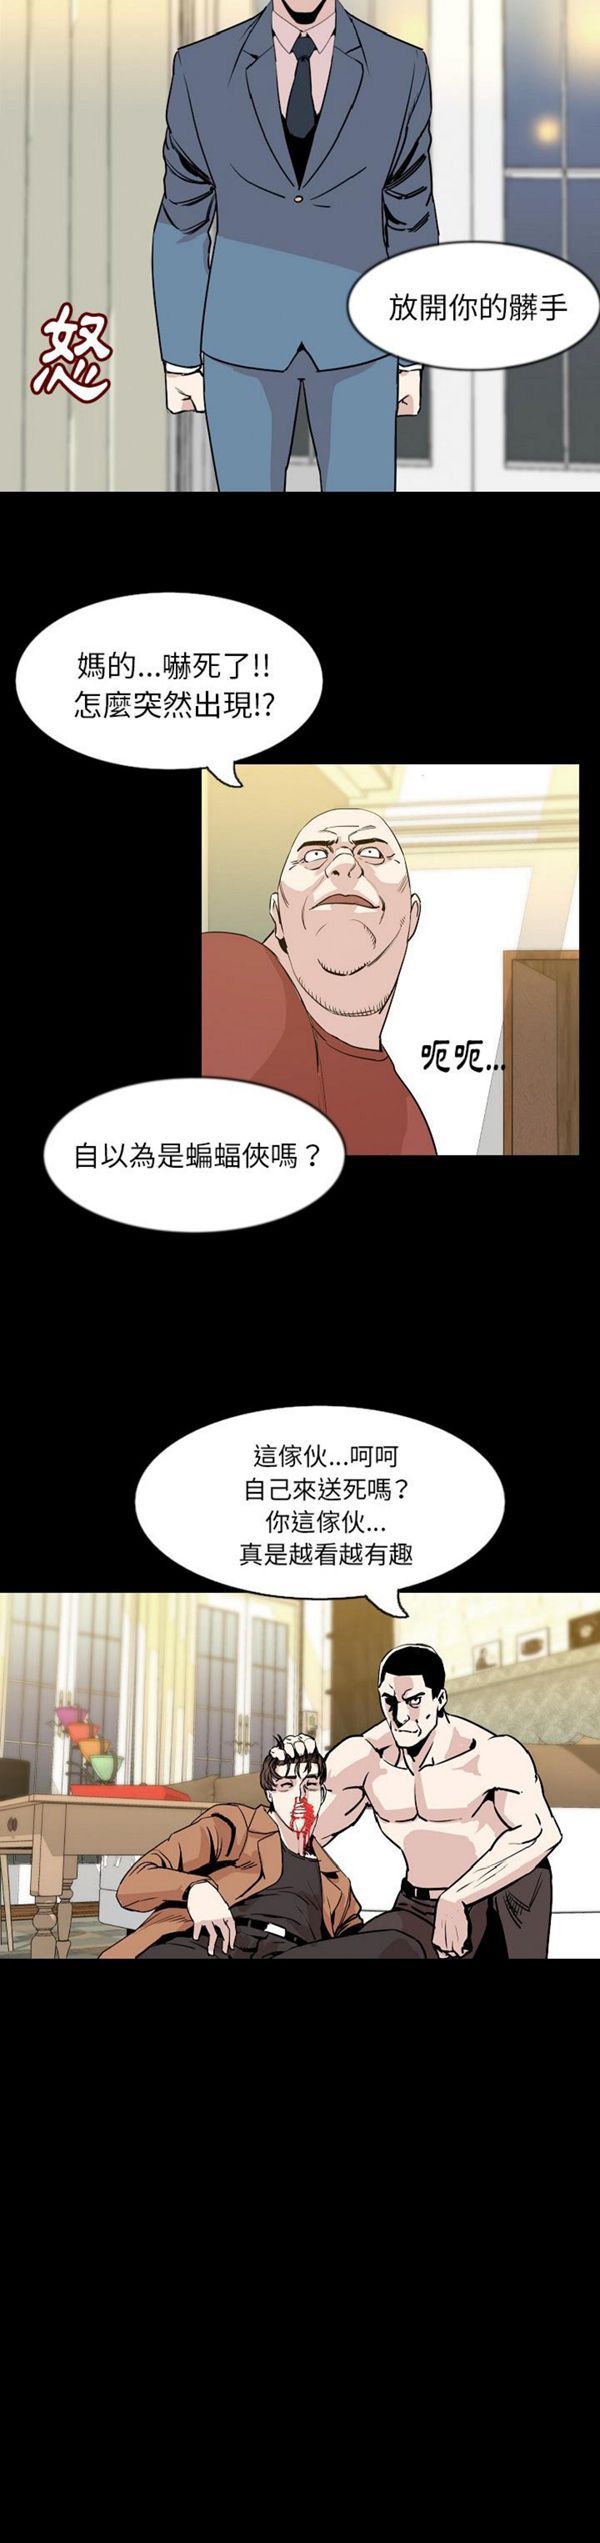 放開你的髒手
怒
媽的...嚇死了!!
怎麼突然出現!?
呃呃...
自以為是蝙蝠俠嗎？
這傢伙...呵呵
自己來送死嗎？
你這傢伙...
真是越看越有趣